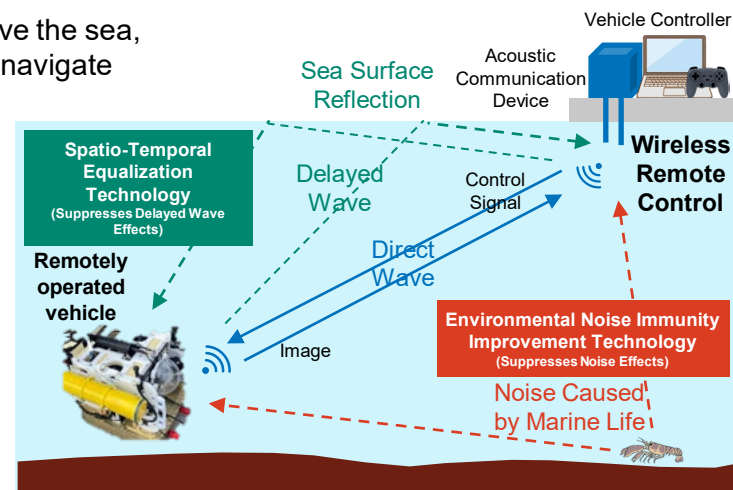 ve the sea,
navigate
Vehicle Controller
Acoustic
Communication
Device
Sea Surface
Reflection
Spatio-Temporal
Equalization
Technology
(Suppresses Delayed Wave
Effects)
Delayed
Wave
Control
Signal
Wireless
Remote
Control
Direct
Wave
Remotely
operated
vehicle
Image
Environmental Noise Immunity
Improvement Technology
(Suppresses Noise Effects)
Noise Caused
by Marine Life